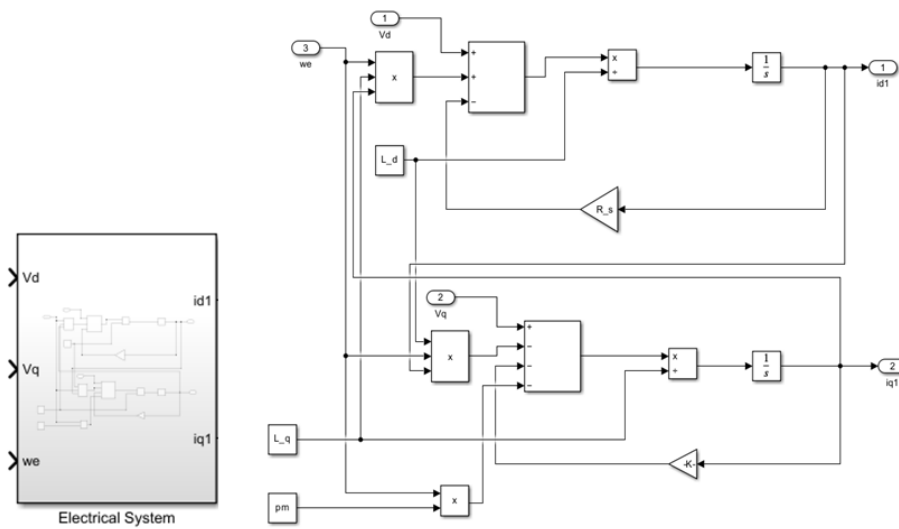 1
Vd
3
we
x
+
+
−
x
÷
1
s
1
id1
L_d
R_s
Vd
id1
Vq
iq1
we
Electrical System
2
Vq
x
+
−
−
−
x
÷
1
s
2
iq1
L_q
-K-
pm
x